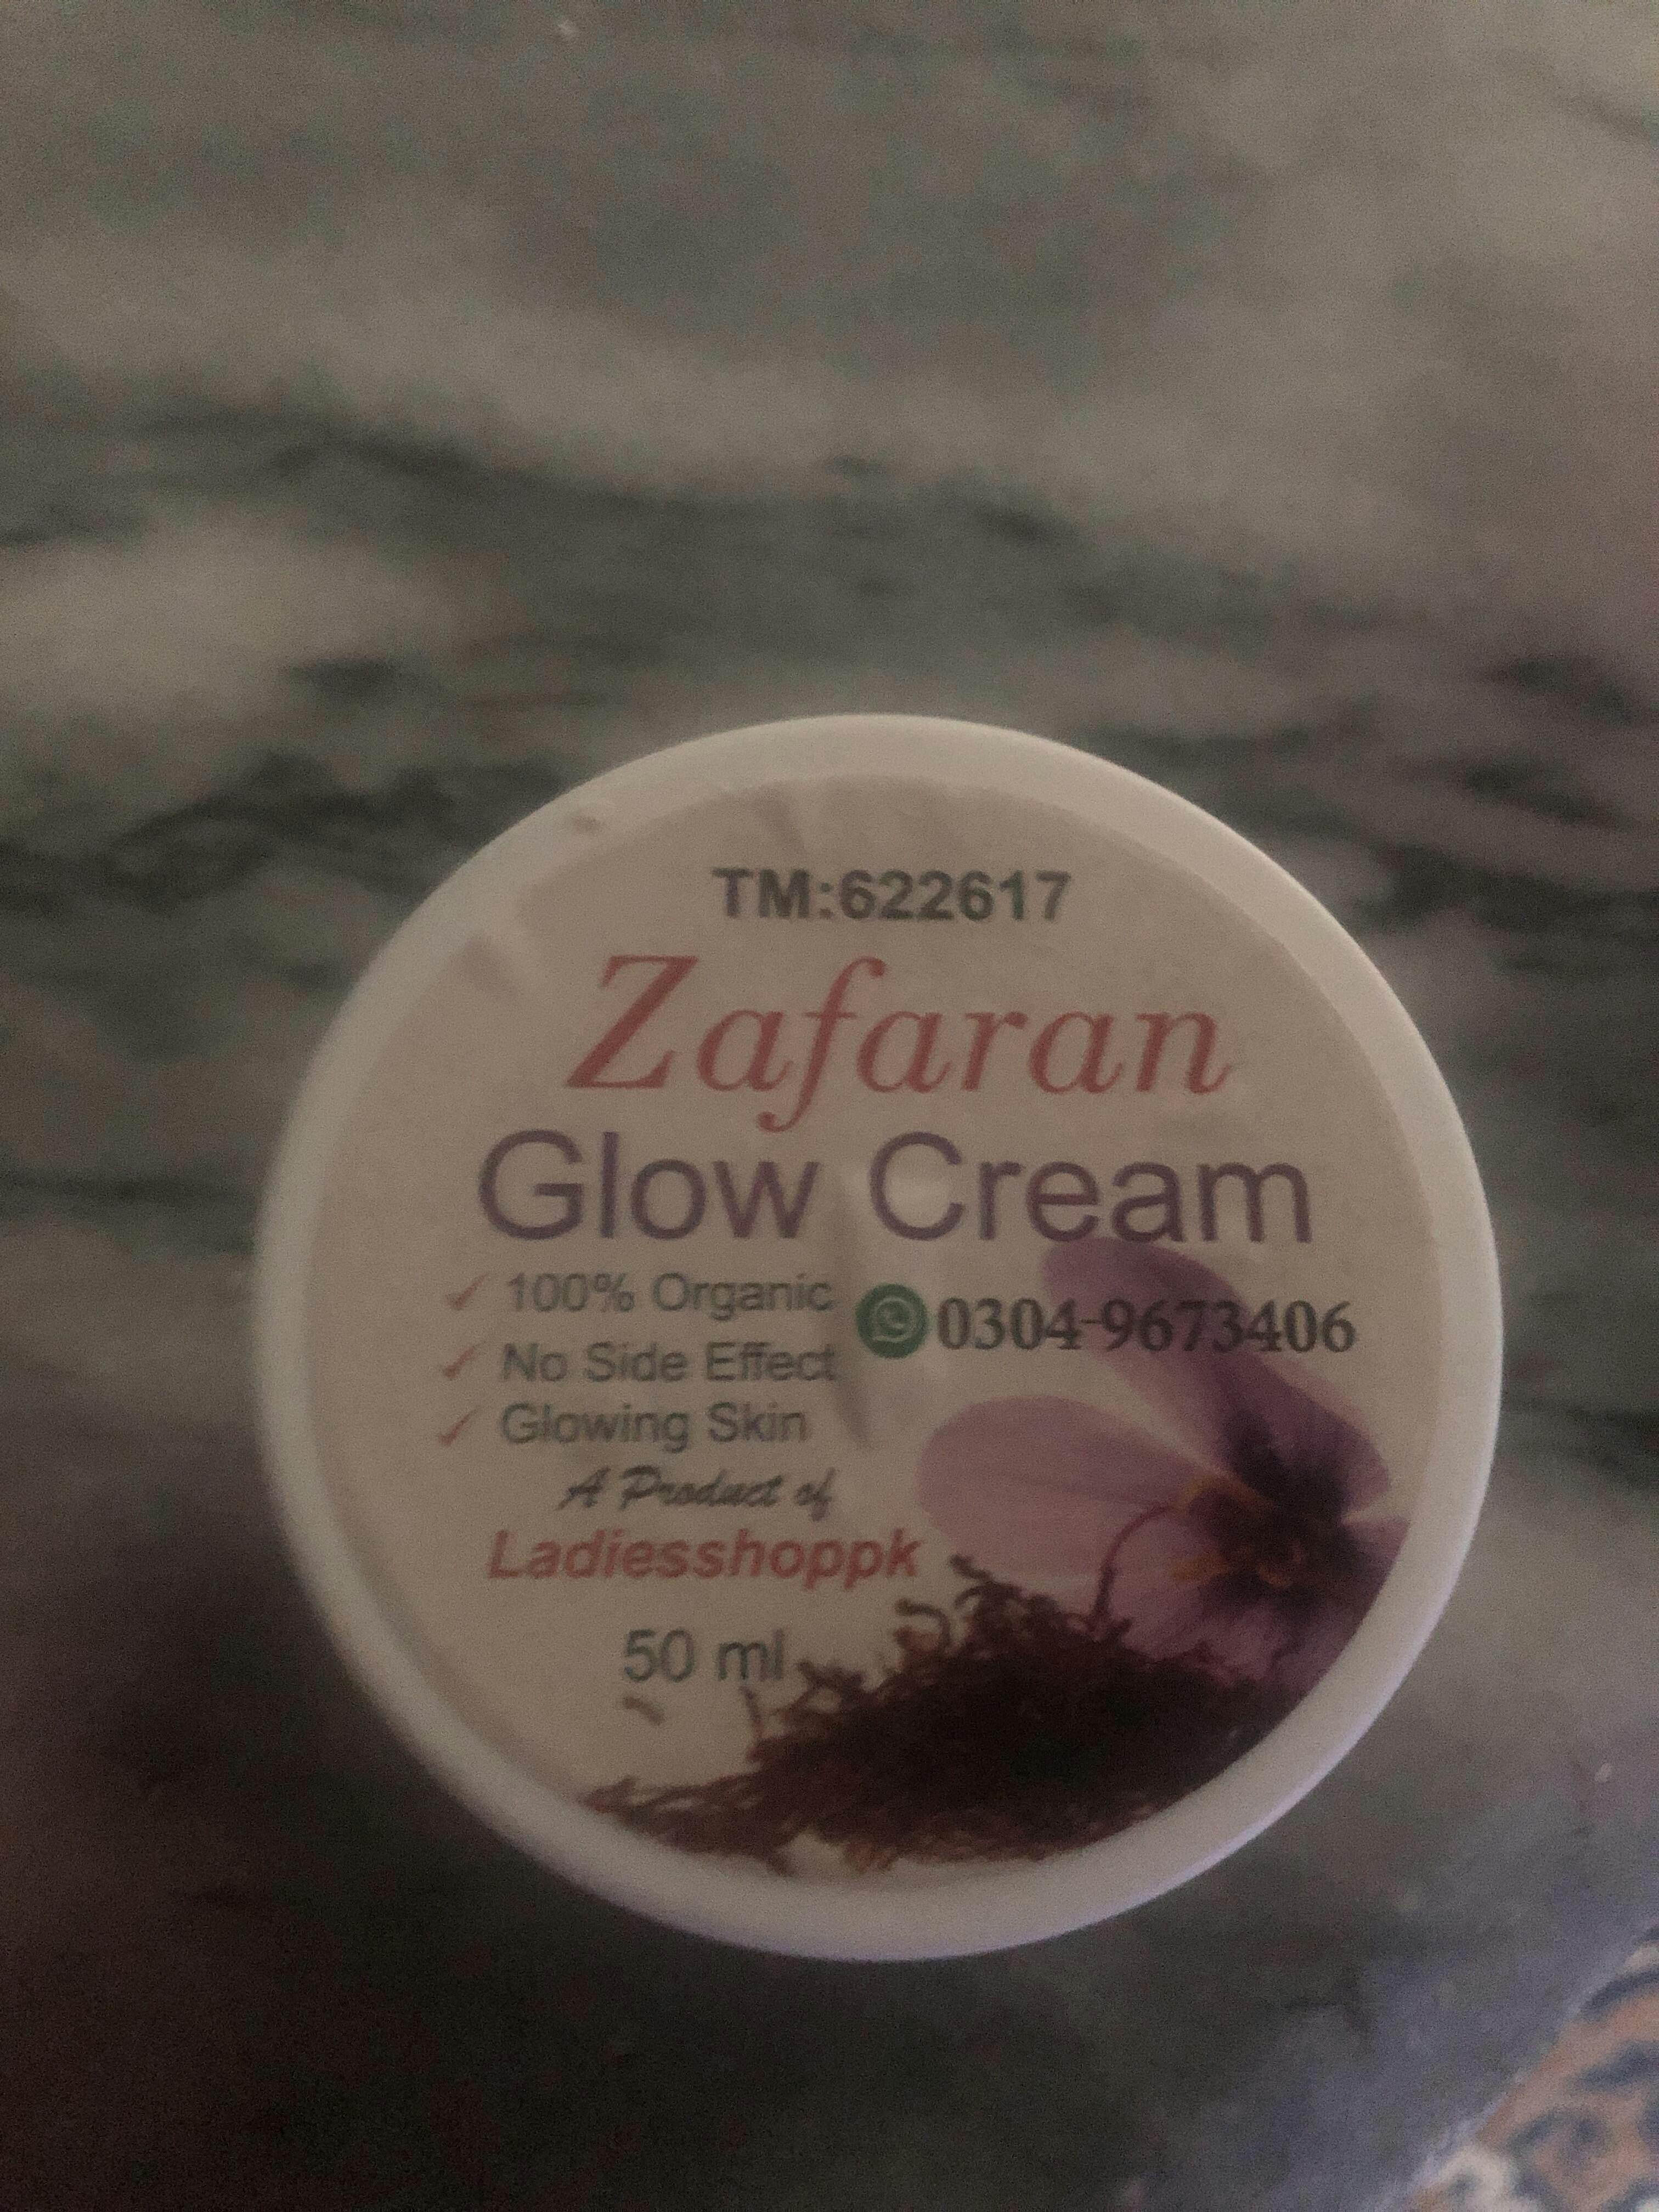 TM:622617
Zafaran
Glow Cream
✓ 100% Organic
✓ No Side Effect
✓ Glowing Skin
0304-9673406
A Product of
Ladiesshoppk
50 ml